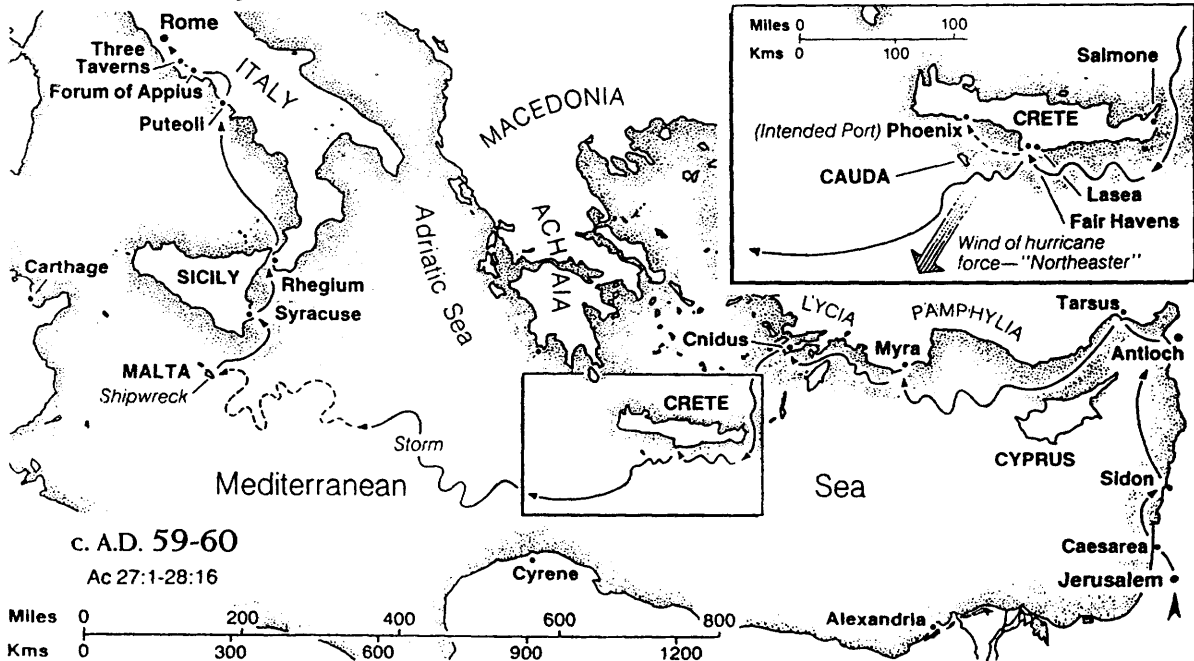 Rome
Three
Taverns
Forum of Appius
Puteoli
ITALY
MACEDONIA
ACHAIA
Adriatic Sea
Carthage
SICILY
Rhegium
Syracuse
MALTA
Shipwreck
Storm
Mediterranean
Sea
Miles 0 100
Kms 0 100
Salmone
CRETE
(Intended Port) Phoenix
CAUDA
Lasea
Fair Havens
Wind of hurricane
force—"Northeaster"
LYCIA
PAMPHYLIA
Tarsus
Cnidus
Myra
Antioch
CRETE
CYPRUS
Sidon
Caesarea
Jerusalem
Cyrene
Alexandria
c. A.D. 59-60
Ac 27:1-28:16
Miles 0 200 400 600 800
Kms 0 300 600 900 1200